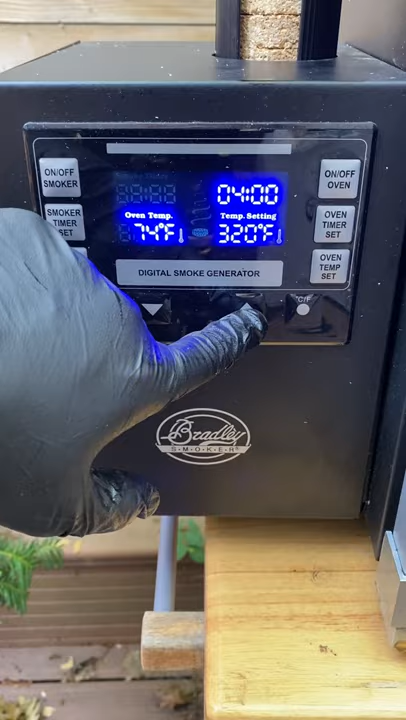 ON/OFF
SMOKER
SMOKER
TIMER
SET
04:00
Oven Temp.
Temp.Setting
74°F
320°F
ON/OFF
OVEN
OVEN
TIMER
SET
OVEN
TEMP
SET
DIGITAL SMOKE GENERATOR
°C/F
Bradley
SMOKER